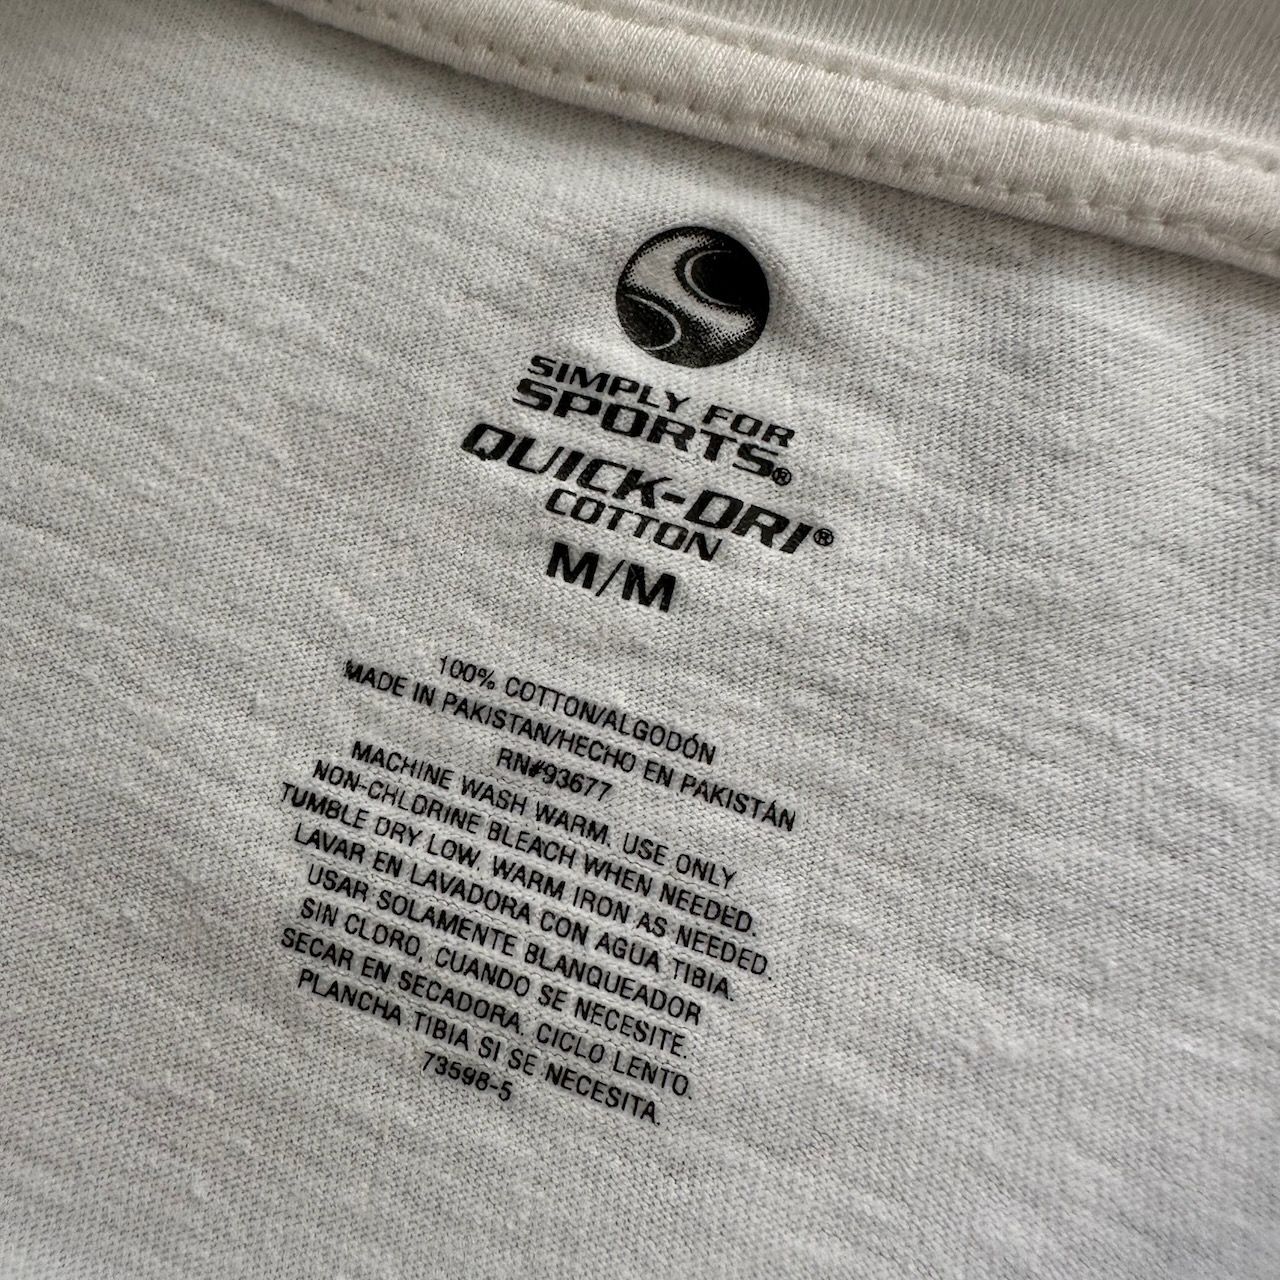 SIMPLY FOR
SPORTS®
QUICK-DRI®
COTTON
M/M
100% COTTON/ALGODÓN
MADE IN PAKISTAN/HECHO EN PAKISTÁN
RN#93677
MACHINE WASH WARM. USE ONLY
NON-CHLORINE BLEACH WHEN NEEDED.
TUMBLE DRY LOW. WARM IRON AS NEEDED.
LAVAR EN LAVADORA CON AGUA TIBIA.
USAR SOLAMENTE BLANQUEADOR
SIN CLORO, CUANDO SE NECESITE.
SECAR EN SECADORA. CICLO LENTO.
PLANCHA TIBIA SI SE NECESITA.
73598-5